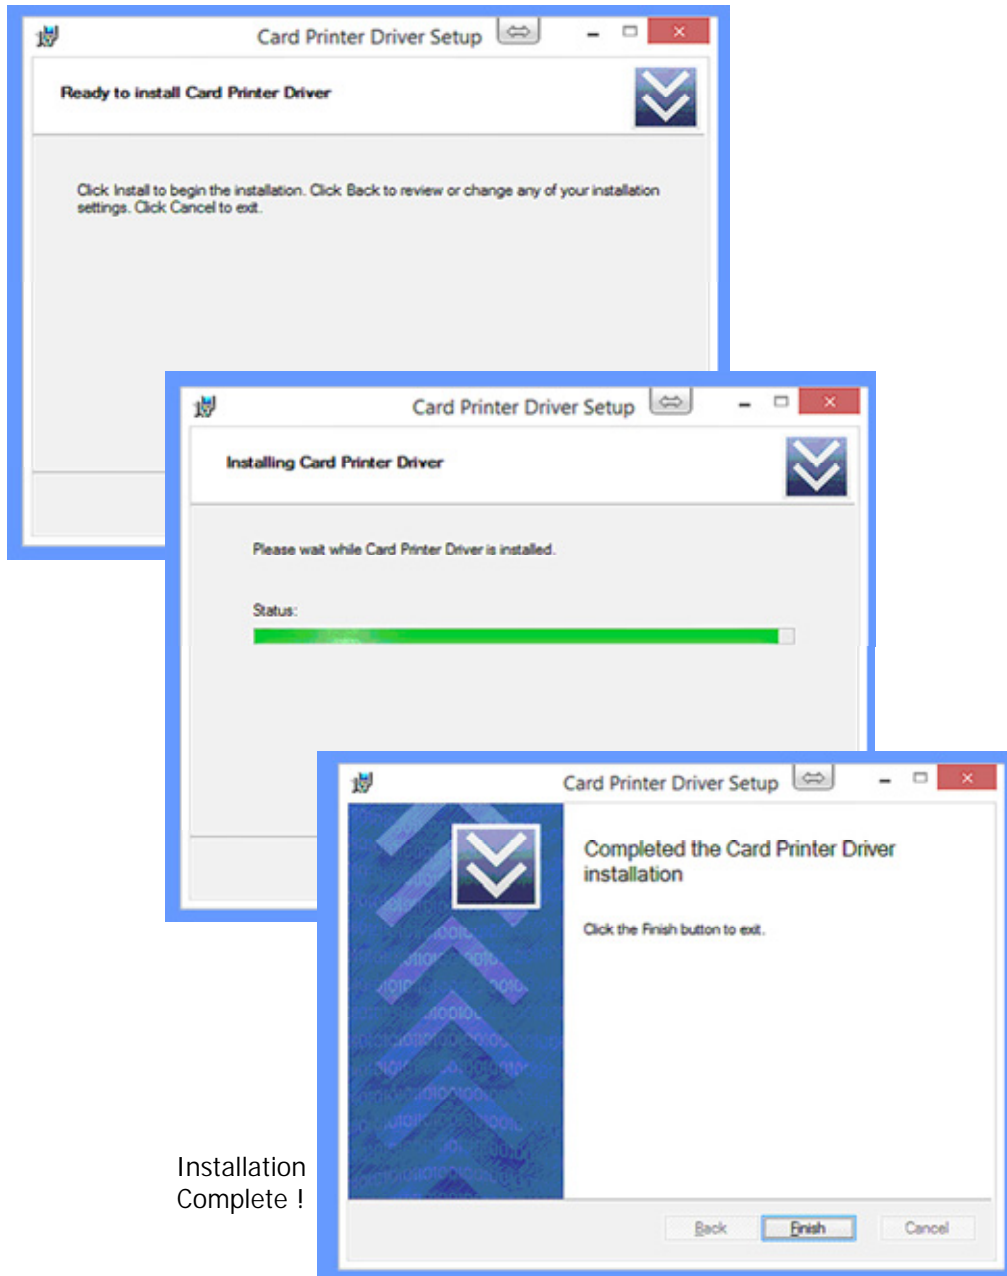 Card Printer Driver Setup
Ready to install Card Printer Driver
Click Install to begin the installation. Click Back to review or change any of your installation
settings. Click Cancel to exit.
Card Printer Driver Setup
Installing Card Printer Driver
Please wait while Card Printer Driver is installed.
Status:
Card Printer Driver Setup
Completed the Card Printer Driver
installation
Click the Finish button to exit.
Installation
Complete !
Back Finish Cancel